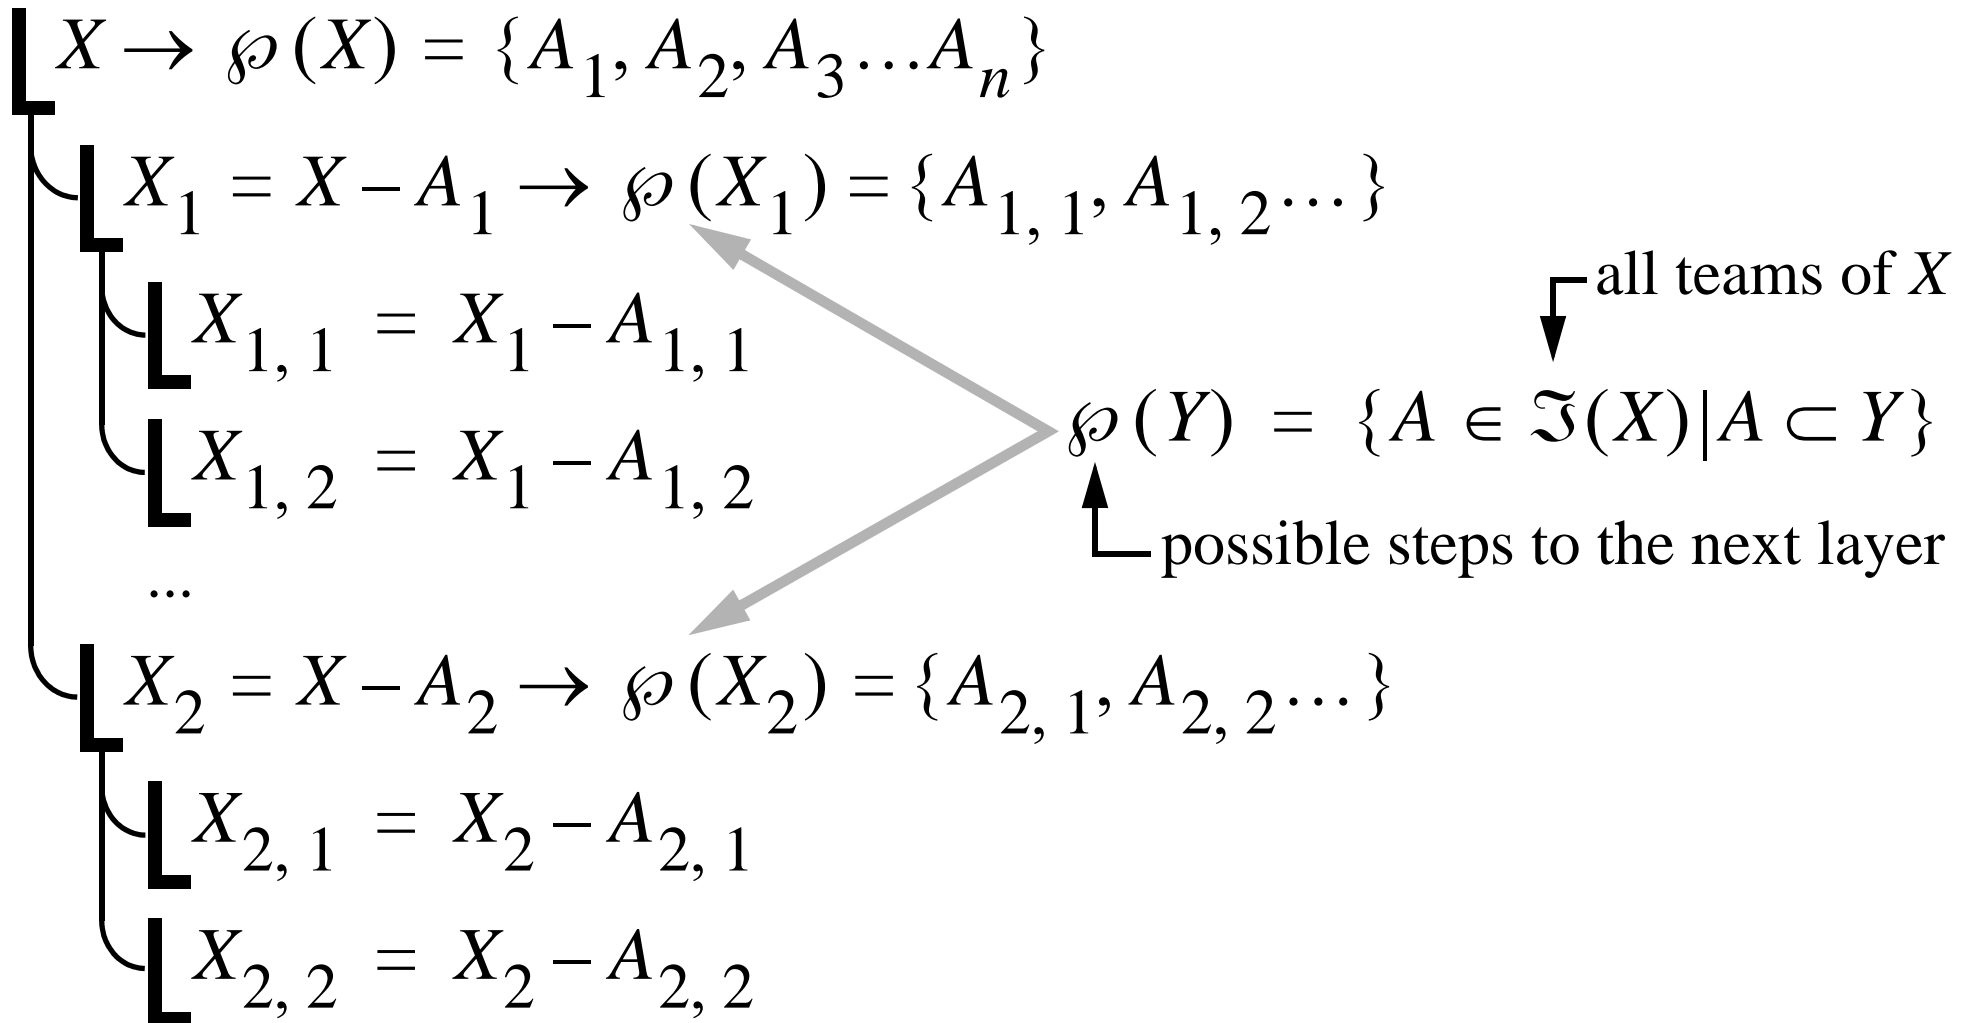 X → ℘(X) = {A₁, A₂, A₃…Aₙ}
X₁ = X – A₁ → ℘(X₁) = {A₁, ₁, A₁, ₂…}
X₁, ₁ = X₁ – A₁, ₁
all teams of X
X₁, ₂ = X₁ – A₁, ₂
℘(Y) = {A ∈ ℑ(X)|A ⊂ Y}
possible steps to the next layer
...
X₂ = X – A₂ → ℘(X₂) = {A₂, ₁, A₂, ₂…}
X₂, ₁ = X₂ – A₂, ₁
X₂, ₂ = X₂ – A₂, ₂